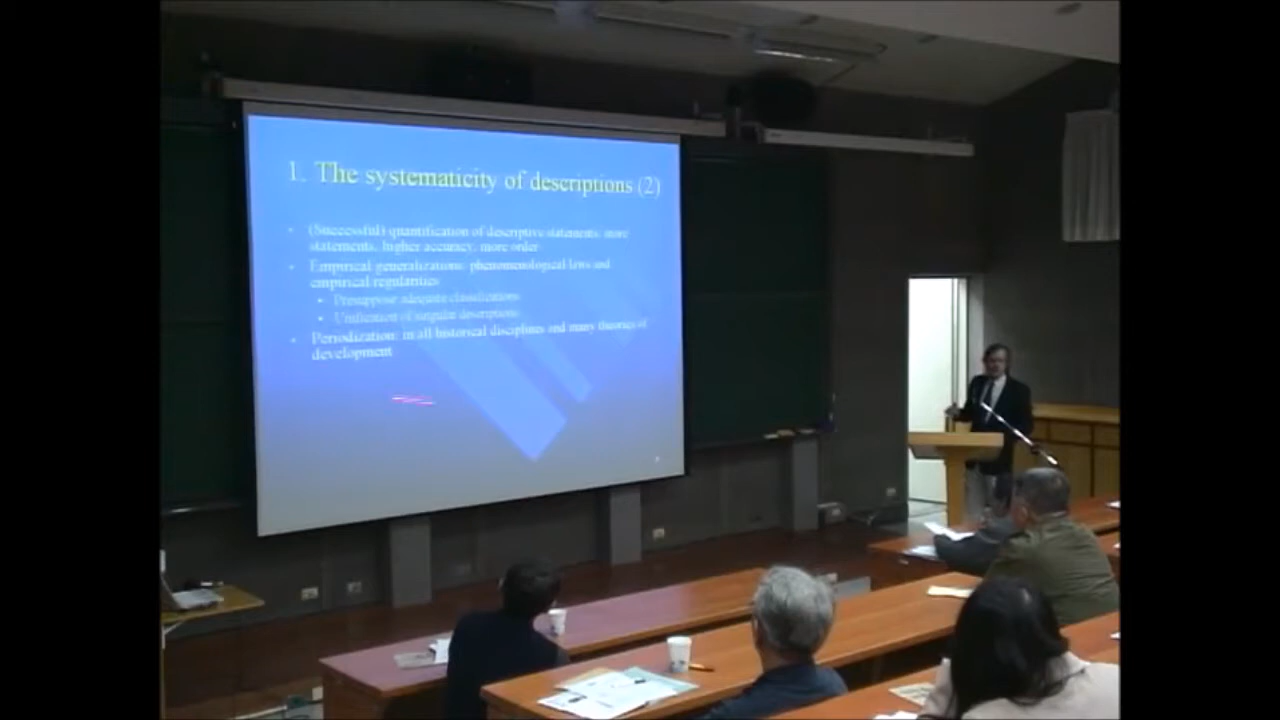 1. The systematicity of descriptions (2)
(Successful) quantification of descriptive statements: more
statements, higher accuracy, more order
Empirical generalizations: phenomenological laws and
empirical regularities
Presuppose adequate classifications
Unification of singular descriptions
Periodization: in all historical disciplines and many theories of
development